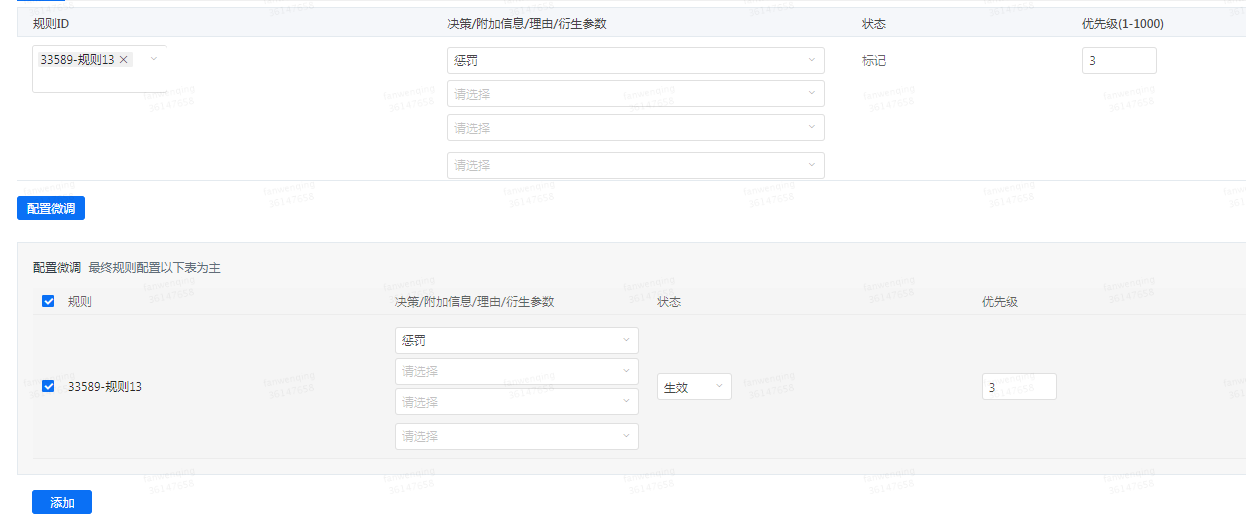 规则ID 决策/附加信息/理由/衍生参数 状态 优先级(1-1000)
33589-规则13 惩罚 标记 3
请选择
请选择
请选择
配置微调
配置微调 最终规则配置以下表为主
规则 决策/附加信息/理由/衍生参数 状态 优先级
惩罚
请选择
33589-规则13 生效 3
请选择
请选择
添加